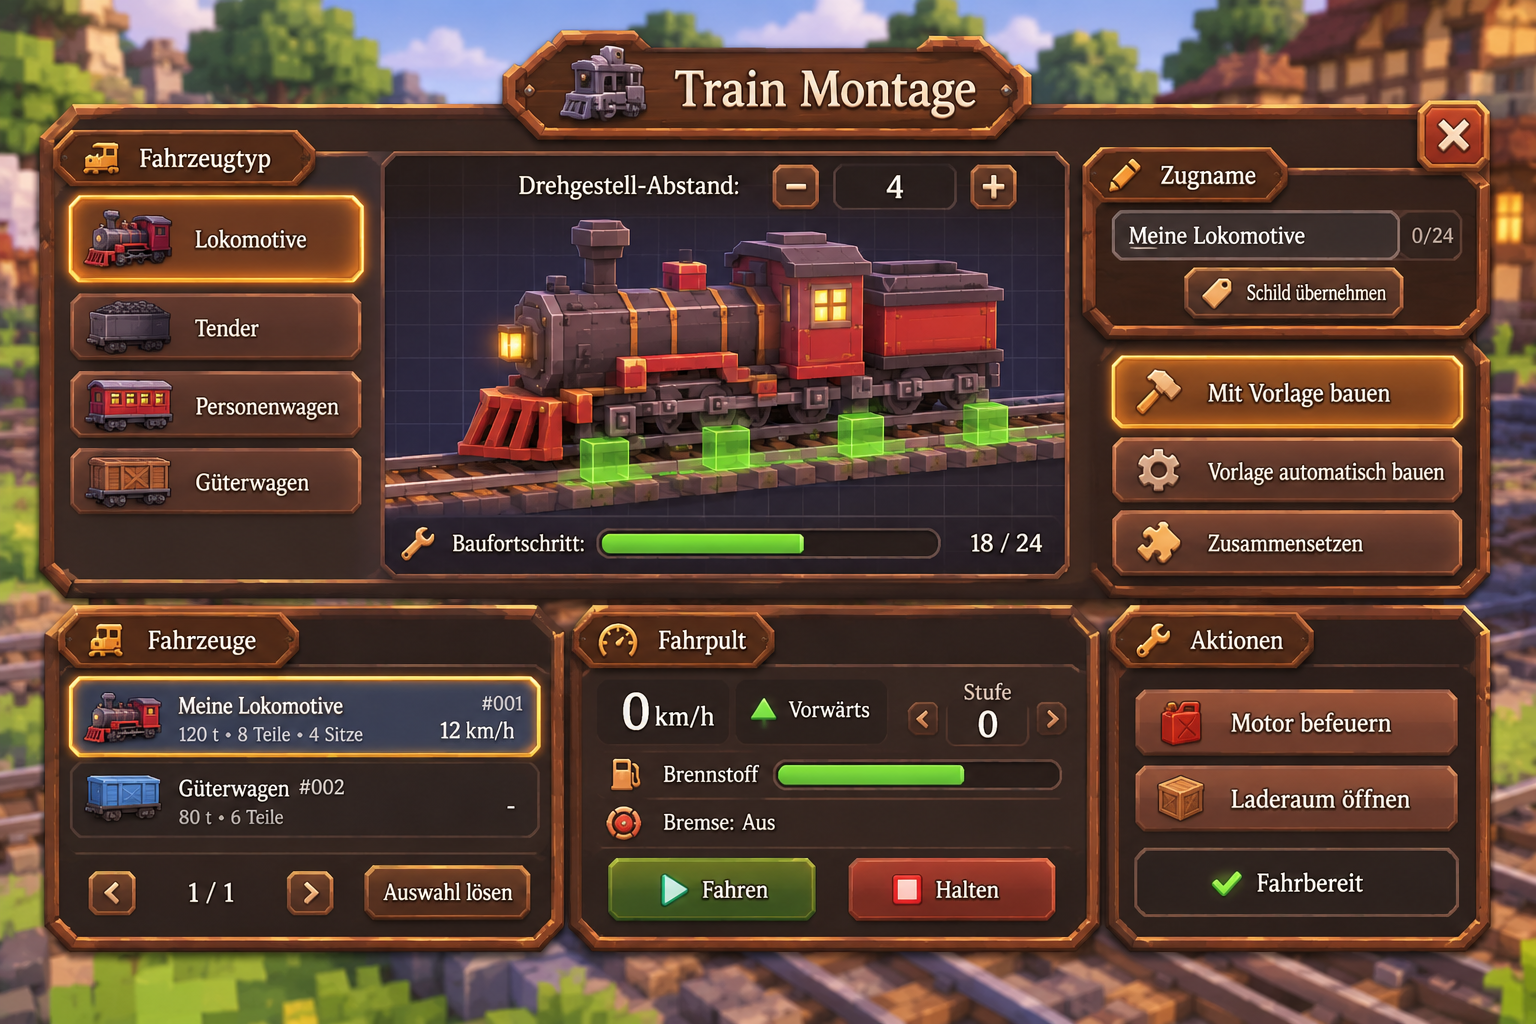 Train Montage
Fahrzeugtyp
Lokomotive
Tender
Personenwagen
Güterwagen
Drehgestell-Abstand:
4
Baufortschritt:
18 / 24
Zugname
Meine Lokomotive
0/24
Schild übernehmen
Mit Vorlage bauen
Vorlage automatisch bauen
Zusammensetzen
Fahrzeuge
Meine Lokomotive #001
120 t • 8 Teile • 4 Sitze 12 km/h
Güterwagen #002
80 t • 6 Teile -
1 / 1
Auswahl lösen
Fahrpult
0 km/h
Vorwärts
Stufe
0
Brennstoff
Bremse: Aus
Fahren
Halten
Aktionen
Motor befeuern
Laderaum öffnen
Fahrbereit